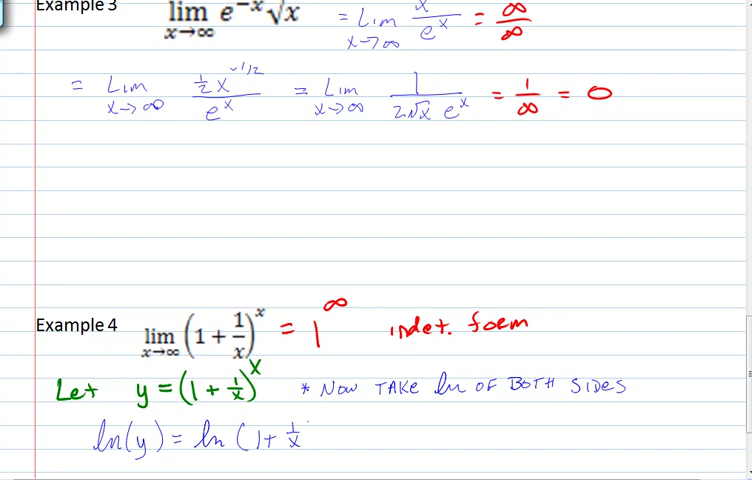 Example 3 lim x→∞ e^-x √x = Lim x→∞ x / e^x = ∞/∞
= Lim x→∞ ½x^-1/2 / e^x = Lim x→∞ 1 / 2√x e^x = 1/∞ = 0
Example 4 lim x→∞ (1 + 1/x)^x = 1^∞ indet. form
Let y = (1 + 1/x)^x * NOW TAKE ln OF BOTH SIDES
ln(y) = ln (1 + 1/x